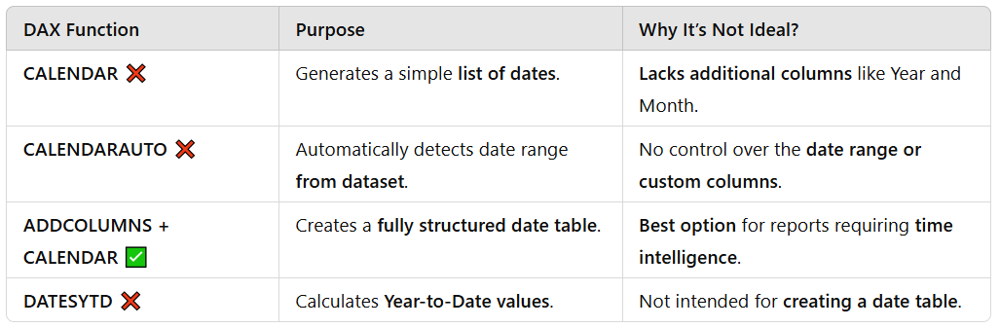 DAX Function Purpose Why It’s Not Ideal?
CALENDAR ❌ Generates a simple list of dates. Lacks additional columns like Year and
Month.
CALENDARAUTO ❌ Automatically detects date range No control over the date range or
from dataset. custom columns.
ADDCOLUMNS + Creates a fully structured date table. Best option for reports requiring time
CALENDAR ✅ intelligence.
DATESYTD ❌ Calculates Year-to-Date values. Not intended for creating a date table.